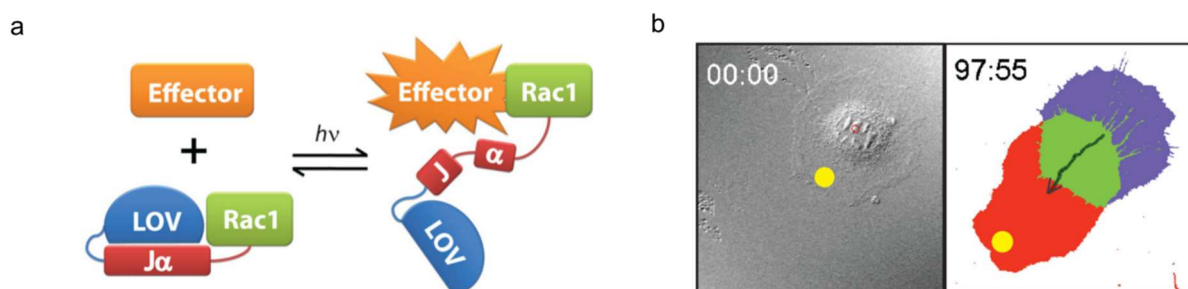 a
Effector
+
LOV
Rac1
Jα
hν
Effector
Rac1
J
α
LOV
b
00:00
97:55